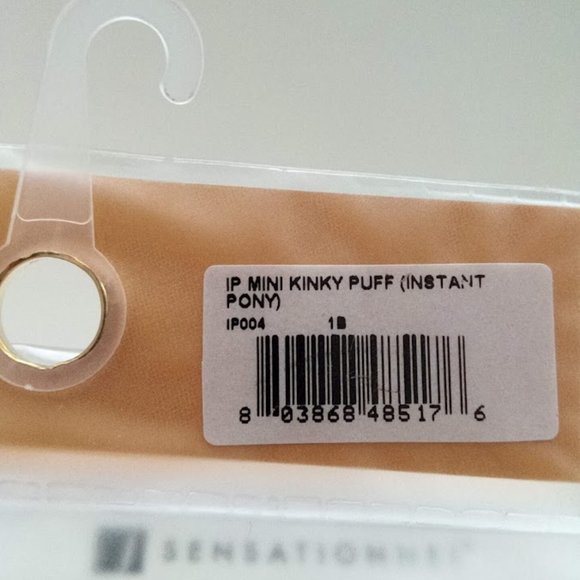 IP MINI KINKY PUFF (INSTANT
PONY)
IP004 1B
8 03868 48517 6
SENSATIONNEL